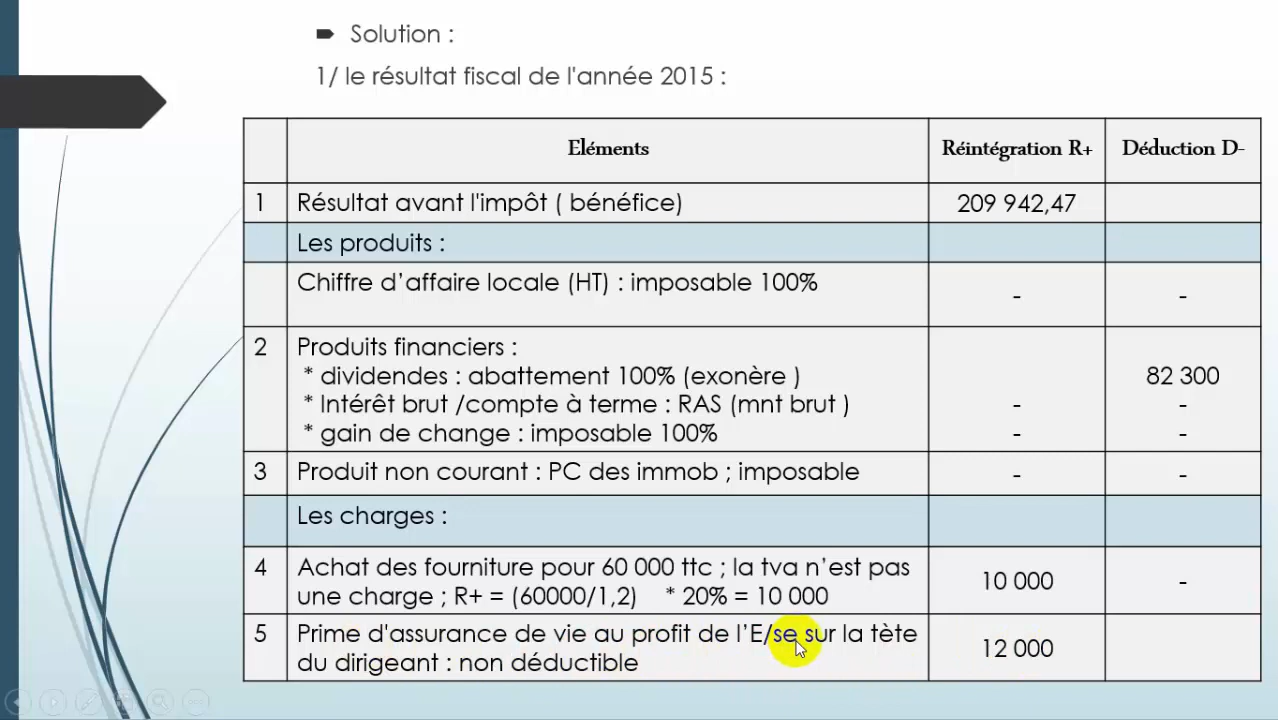 Solution :
1/ le résultat fiscal de l'année 2015 :
Eléments Réintégration R+ Déduction D-
1 Résultat avant l'impôt ( bénéfice) 209 942,47
Les produits :
Chiffre d’affaire locale (HT) : imposable 100%
- -
2 Produits financiers :
* dividendes : abattement 100% (exonère ) 82 300
* Intérêt brut /compte à terme : RAS (mnt brut ) - -
* gain de change : imposable 100% - -
3 Produit non courant : PC des immob ; imposable - -
Les charges :
4 Achat des fourniture pour 60 000 ttc ; la tva n’est pas
une charge ; R+ = (60000/1,2) * 20% = 10 000 10 000 -
5 Prime d'assurance de vie au profit de l’E/se sur la tète
du dirigeant : non déductible 12 000